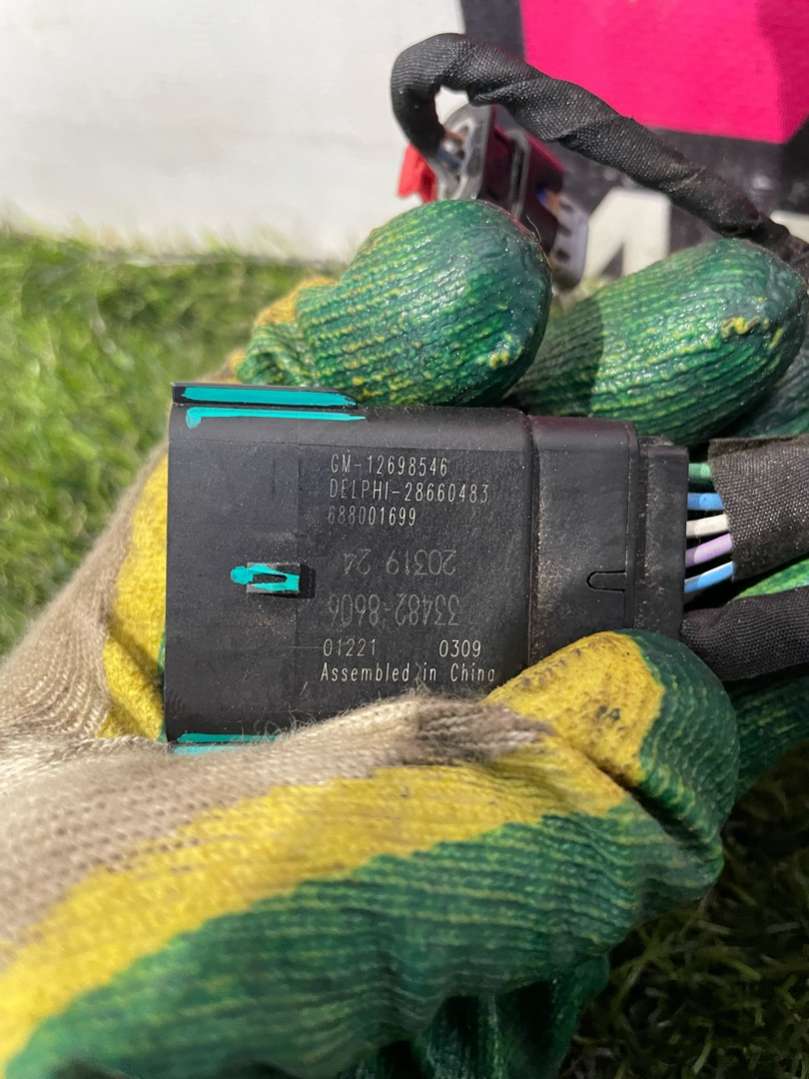 GM-12698546
DELPHI-28660483
688001699
20319 24
33482-8606
01221 0309
Assembled in China